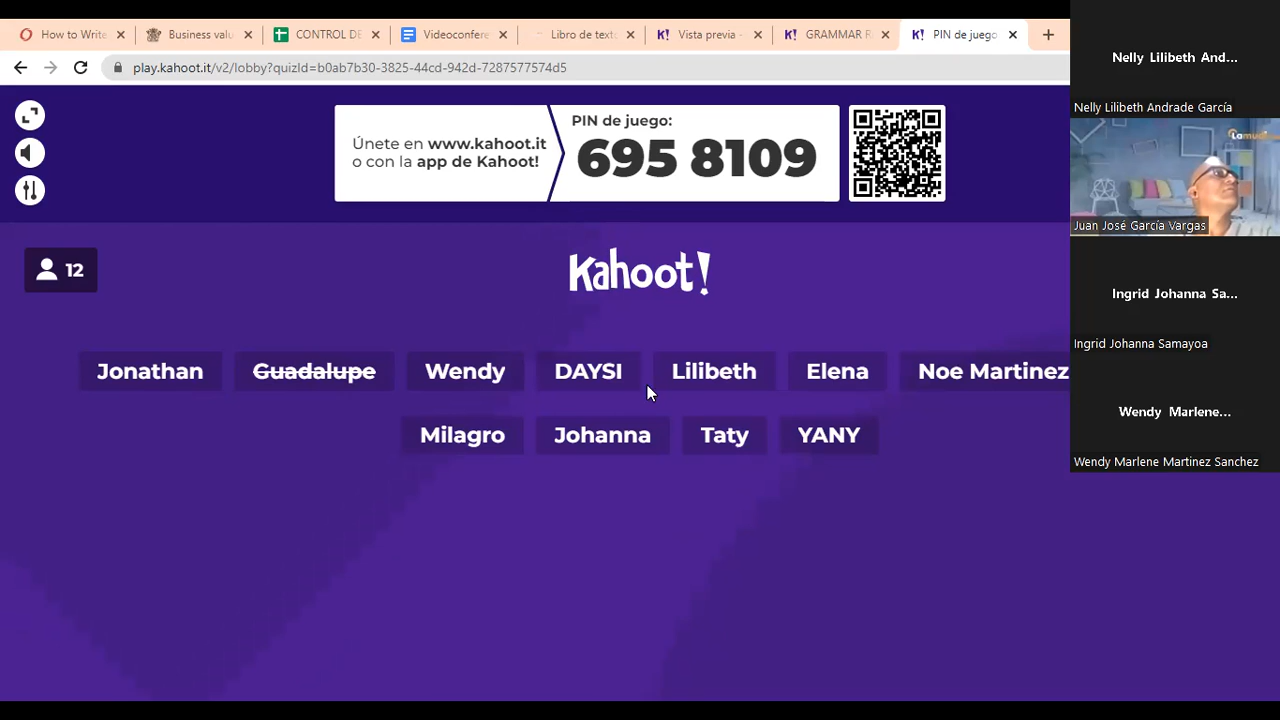 How to Write
Business valu
CONTROL DE
Videoconfere
Libro de texto
Vista previa -
GRAMMAR R
PIN de juego
play.kahoot.it/v2/lobby?quizId=b0ab7b30-3825-44cd-942d-7287577574d5
Únete en www.kahoot.it
o con la app de Kahoot!
PIN de juego:
695 8109
12
Kahoot!
Jonathan
Guadalupe
Wendy
DAYSI
Lilibeth
Elena
Noe Martinez
Milagro
Johanna
Taty
YANY
Nelly Lilibeth And...
Nelly Lilibeth Andrade García
Juan José García Vargas
Ingrid Johanna Sa...
Ingrid Johanna Samayoa
Wendy Marlene...
Wendy Marlene Martinez Sanchez